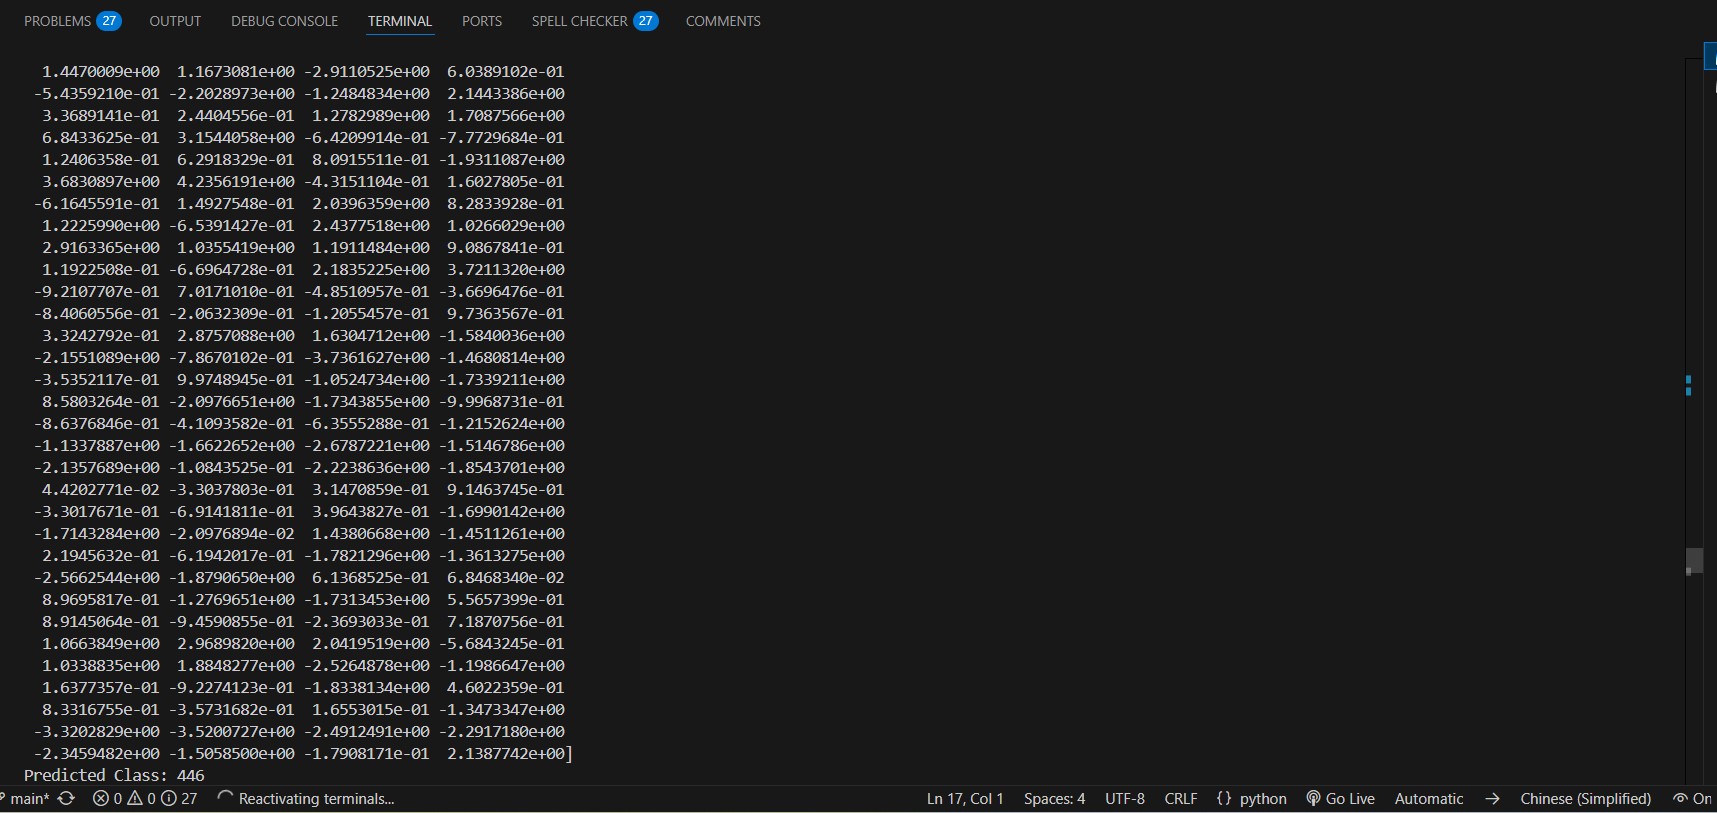 PROBLEMS 27 OUTPUT DEBUG CONSOLE TERMINAL PORTS SPELL CHECKER 27 COMMENTS
1.4470009e+00 1.1673081e+00 -2.9110525e+00 6.0389102e-01
-5.4359210e-01 -2.2028973e+00 -1.2484834e+00 2.1443386e+00
3.3689141e-01 2.4404556e-01 1.2782989e+00 1.7087566e+00
6.8433625e-01 3.1544058e+00 -6.4209914e-01 -7.7729684e-01
1.2406358e-01 6.2918329e-01 8.0915511e-01 -1.9311087e+00
3.6830897e+00 4.2356191e+00 -4.3151104e-01 1.6027805e-01
-6.1645591e-01 1.4927548e-01 2.0396359e+00 8.2833928e-01
1.2225990e+00 -6.5391427e-01 2.4377518e+00 1.0266029e+00
2.9163365e+00 1.0355419e+00 1.1911484e+00 9.0867841e-01
1.1922508e-01 -6.6964728e-01 2.1835225e+00 3.7211320e+00
-9.2107707e-01 7.0171010e-01 -4.8510957e-01 -3.6696476e-01
-8.4060556e-01 -2.0632309e-01 -1.2055457e-01 9.7363567e-01
3.3242792e-01 2.8757088e+00 1.6304712e+00 -1.5840036e+00
-2.1551089e+00 -7.8670102e-01 -3.7361627e+00 -1.4680814e+00
-3.5352117e-01 9.9748945e-01 -1.0524734e+00 -1.7339211e+00
8.5803264e-01 -2.0976651e+00 -1.7343855e+00 -9.9968731e-01
-8.6376846e-01 -4.1093582e-01 -6.3555288e-01 -1.2152624e+00
-1.1337887e+00 -1.6622652e+00 -2.6787221e+00 -1.5146786e+00
-2.1357689e+00 -1.0843525e-01 -2.2238636e+00 -1.8543701e+00
4.4202771e-02 -3.3037803e-01 3.1470859e-01 9.1463745e-01
-3.3017671e-01 -6.9141811e-01 3.9643827e-01 -1.6990142e+00
-1.7143284e+00 -2.0976894e-02 1.4380668e+00 -1.4511261e+00
2.1945632e-01 -6.1942017e-01 -1.7821296e+00 -1.3613275e+00
-2.5662544e+00 -1.8790650e+00 6.1368525e-01 6.8468340e-02
8.9695817e-01 -1.2769651e+00 -1.7313453e+00 5.5657399e-01
8.9145064e-01 -9.4590855e-01 -2.3693033e-01 7.1870756e-01
1.0663849e+00 2.9689820e+00 2.0419519e+00 -5.6843245e-01
1.0338835e+00 1.8848277e+00 -2.5264878e+00 -1.1986647e+00
1.6377357e-01 -9.2274123e-01 -1.8338134e+00 4.6022359e-01
8.3316755e-01 -3.5731682e-01 1.6553015e-01 -1.3473347e+00
-3.3202829e+00 -3.5200727e+00 -2.4912491e+00 -2.2917180e+00
-2.3459482e+00 -1.5058500e+00 -1.7908171e-01 2.1387742e+00]
Predicted Class: 446
main* 0 0 27 Reactivating terminals... Ln 17, Col 1 Spaces: 4 UTF-8 CRLF {} python Go Live Automatic → Chinese (Simplified) On